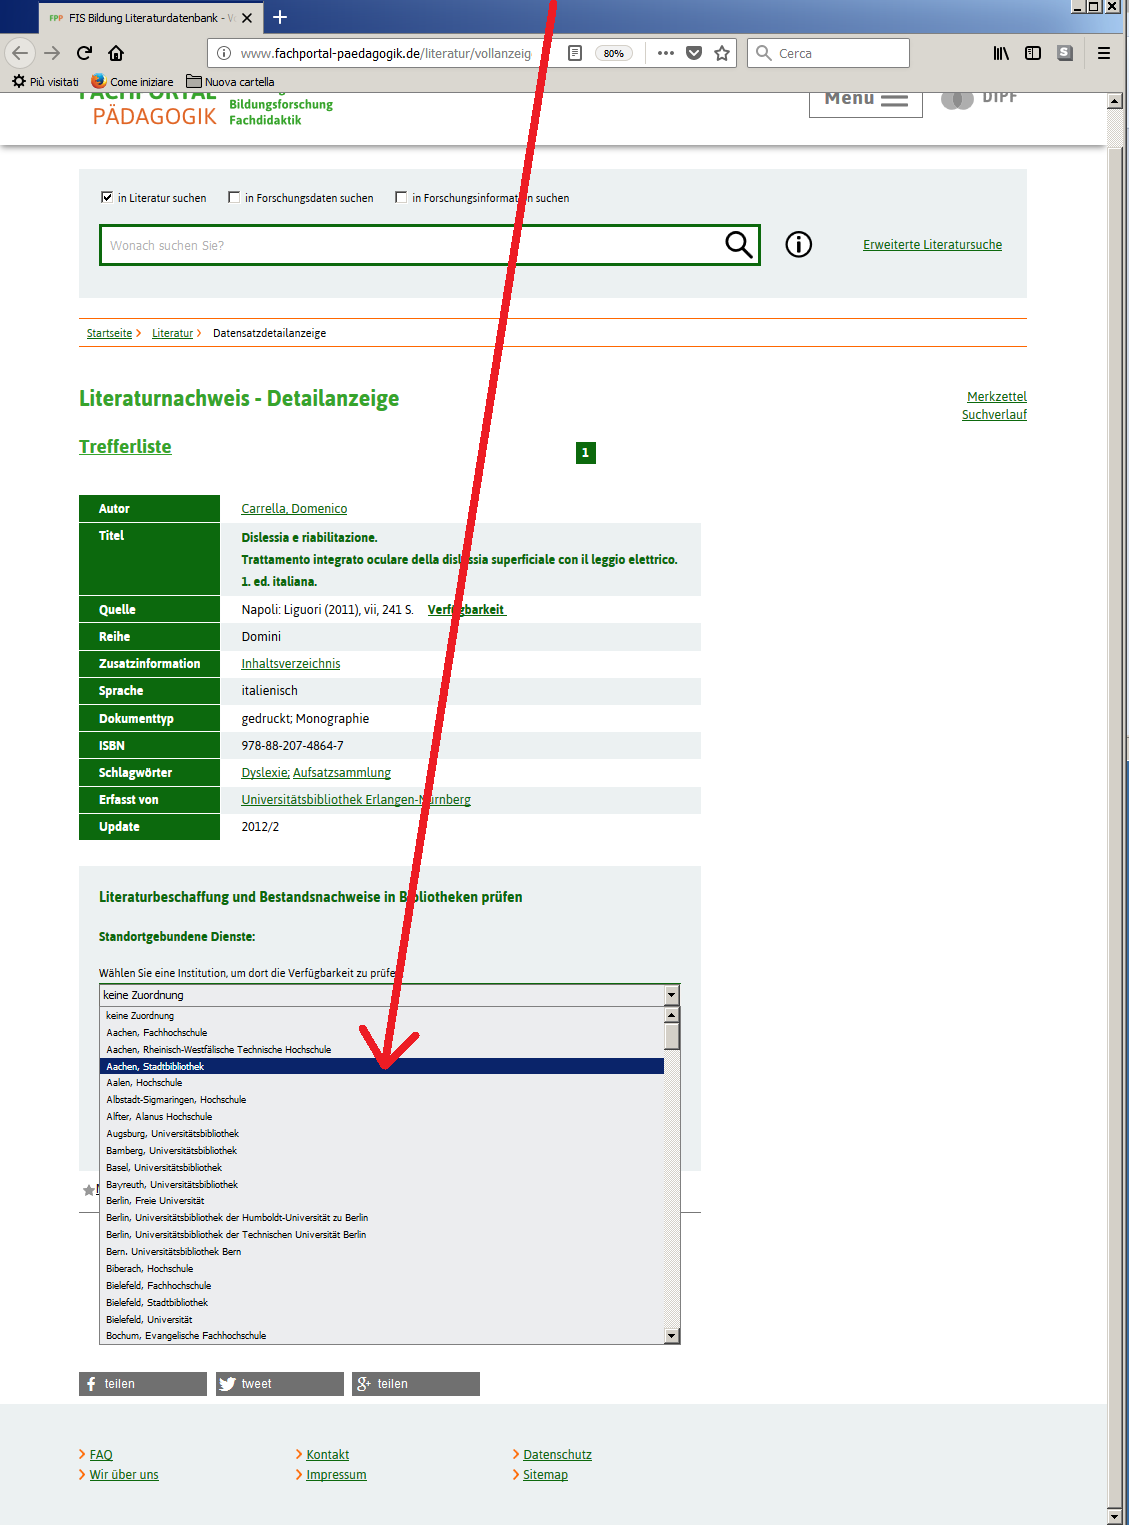 FIS Bildung Literaturdatenbank - V
www.fachportal-paedagogik.de/literatur/vollanzeig
80%
Cerca
Più visitati
Come iniziare
Nuova cartella
FACHPORTAL
PÄDAGOGIK
Bildungsforschung
Fachdidaktik
Menü
DIPF
in Literatur suchen
in Forschungsdaten suchen
in Forschungsinformation suchen
Wonach suchen Sie?
Erweiterte Literatursuche
Startseite
Literatur
Datensatzdetailanzeige
Literaturnachweis - Detailanzeige
Merkzettel
Suchverlauf
Trefferliste
1
Autor Carrella, Domenico
Titel Dislessia e riabilitazione.
Trattamento integrato oculare della dislessia superficiale con il leggio elettrico.
1. ed. italiana.
Quelle Napoli: Liguori (2011), vii, 241 S. Verfügbarkeit
Reihe Domini
Zusatzinformation Inhaltsverzeichnis
Sprache italienisch
Dokumenttyp gedruckt; Monographie
ISBN 978-88-207-4864-7
Schlagwörter Dyslexie; Aufsatzsammlung
Erfasst von Universitätsbibliothek Erlangen-Nürnberg
Update 2012/2
Literaturbeschaffung und Bestandsnachweise in Bibliotheken prüfen
Standortgebundene Dienste:
Wählen Sie eine Institution, um dort die Verfügbarkeit zu prüfen
keine Zuordnung
keine Zuordnung
Aachen, Fachhochschule
Aachen, Rheinisch-Westfälische Technische Hochschule
Aachen, Stadtbibliothek
Aalen, Hochschule
Albstadt-Sigmaringen, Hochschule
Alfter, Alanus Hochschule
Augsburg, Universitätsbibliothek
Bamberg, Universitätsbibliothek
Basel, Universitätsbibliothek
Bayreuth, Universitätsbibliothek
Berlin, Freie Universität
Berlin, Universitätsbibliothek der Humboldt-Universität zu Berlin
Berlin, Universitätsbibliothek der Technischen Universität Berlin
Bern. Universitätsbibliothek Bern
Biberach, Hochschule
Bielefeld, Fachhochschule
Bielefeld, Stadtbibliothek
Bielefeld, Universität
Bochum, Evangelische Fachhochschule
teilen
tweet
teilen
FAQ
Kontakt
Datenschutz
Wir über uns
Impressum
Sitemap